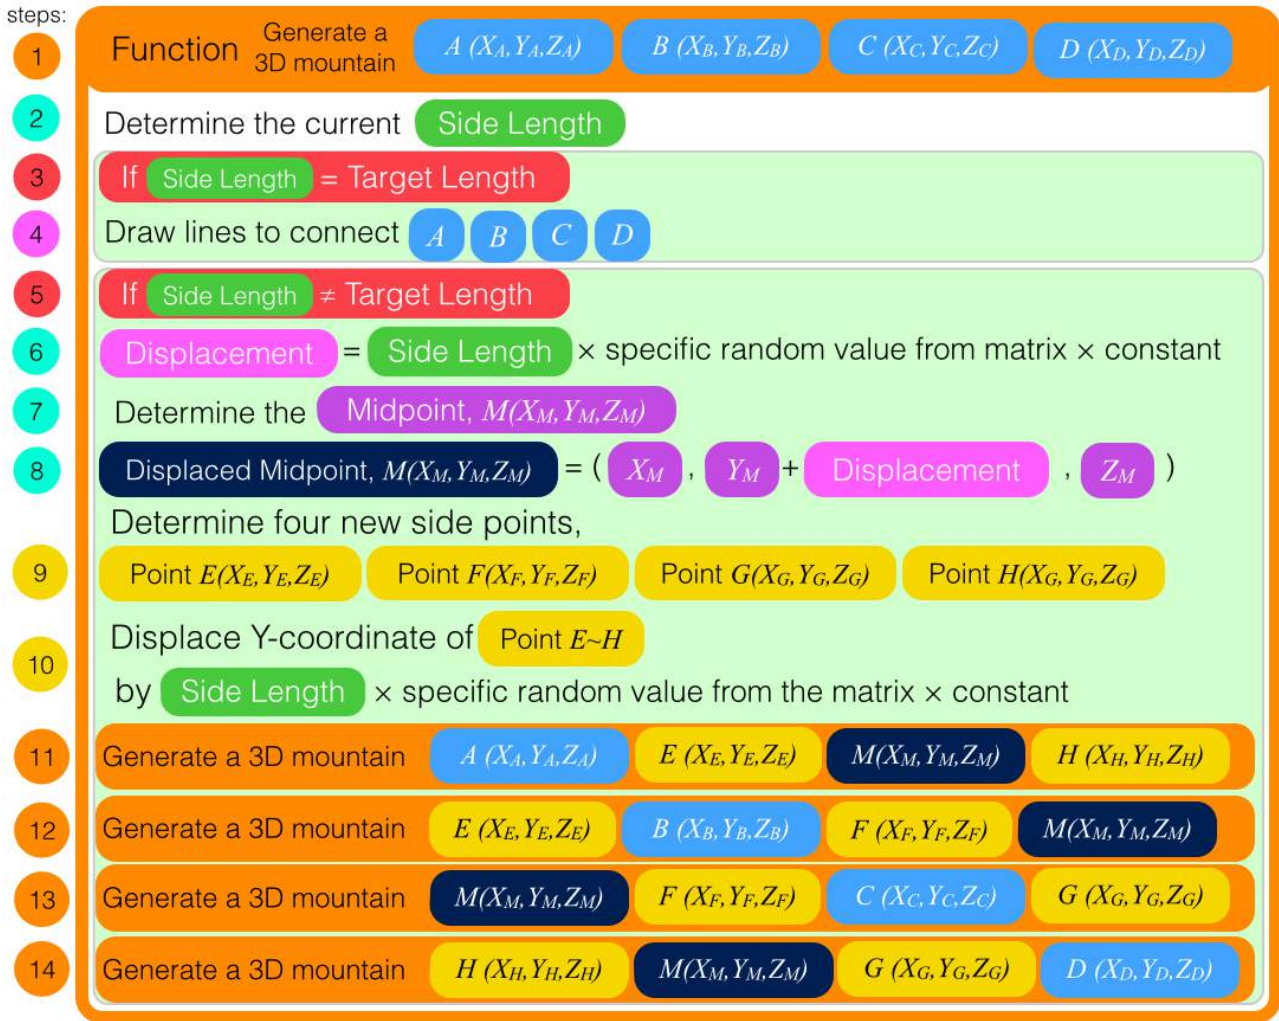 steps:
1 Function Generate a 3D mountain A (XA,YA,ZA) B (XB,YB,ZB) C (XC,YC,ZC) D (XD,YD,ZD)
2 Determine the current Side Length
3 If Side Length = Target Length
4 Draw lines to connect A B C D
5 If Side Length ≠ Target Length
6 Displacement = Side Length × specific random value from matrix × constant
7 Determine the Midpoint, M(XM,YM,ZM)
8 Displaced Midpoint, M(XM,YM,ZM) = ( XM , YM + Displacement , ZM )
Determine four new side points,
9 Point E(XE,YE,ZE) Point F(XF,YF,ZF) Point G(XG,YG,ZG) Point H(XG,YG,ZG)
10 Displace Y-coordinate of Point E~H
by Side Length × specific random value from the matrix × constant
11 Generate a 3D mountain A (XA,YA,ZA) E (XE,YE,ZE) M(XM,YM,ZM) H (XH,YH,ZH)
12 Generate a 3D mountain E (XE,YE,ZE) B (XB,YB,ZB) F (XF,YF,ZF) M(XM,YM,ZM)
13 Generate a 3D mountain M(XM,YM,ZM) F (XF,YF,ZF) C (XC,YC,ZC) G (XG,YG,ZG)
14 Generate a 3D mountain H (XH,YH,ZH) M(XM,YM,ZM) G (XG,YG,ZG) D (XD,YD,ZD)